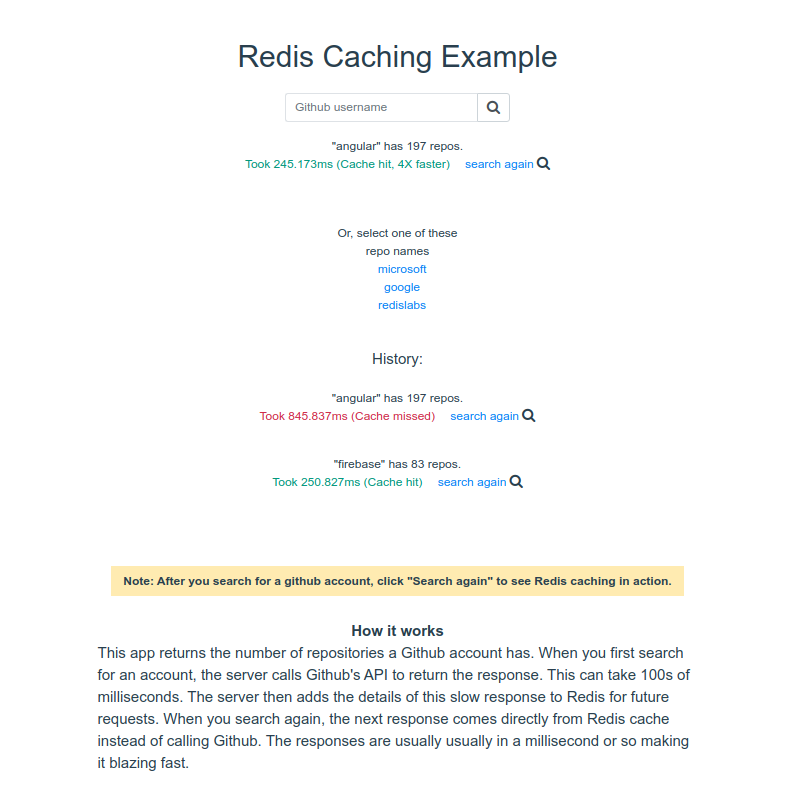 Redis Caching Example
Github username
"angular" has 197 repos.
Took 245.173ms (Cache hit, 4X faster) search again
Or, select one of these
repo names
microsoft
google
redislabs
History:
"angular" has 197 repos.
Took 845.837ms (Cache missed) search again
"firebase" has 83 repos.
Took 250.827ms (Cache hit) search again
Note: After you search for a github account, click "Search again" to see Redis caching in action.
How it works
This app returns the number of repositories a Github account has. When you first search
for an account, the server calls Github's API to return the response. This can take 100s of
milliseconds. The server then adds the details of this slow response to Redis for future
requests. When you search again, the next response comes directly from Redis cache
instead of calling Github. The responses are usually usually in a millisecond or so making
it blazing fast.